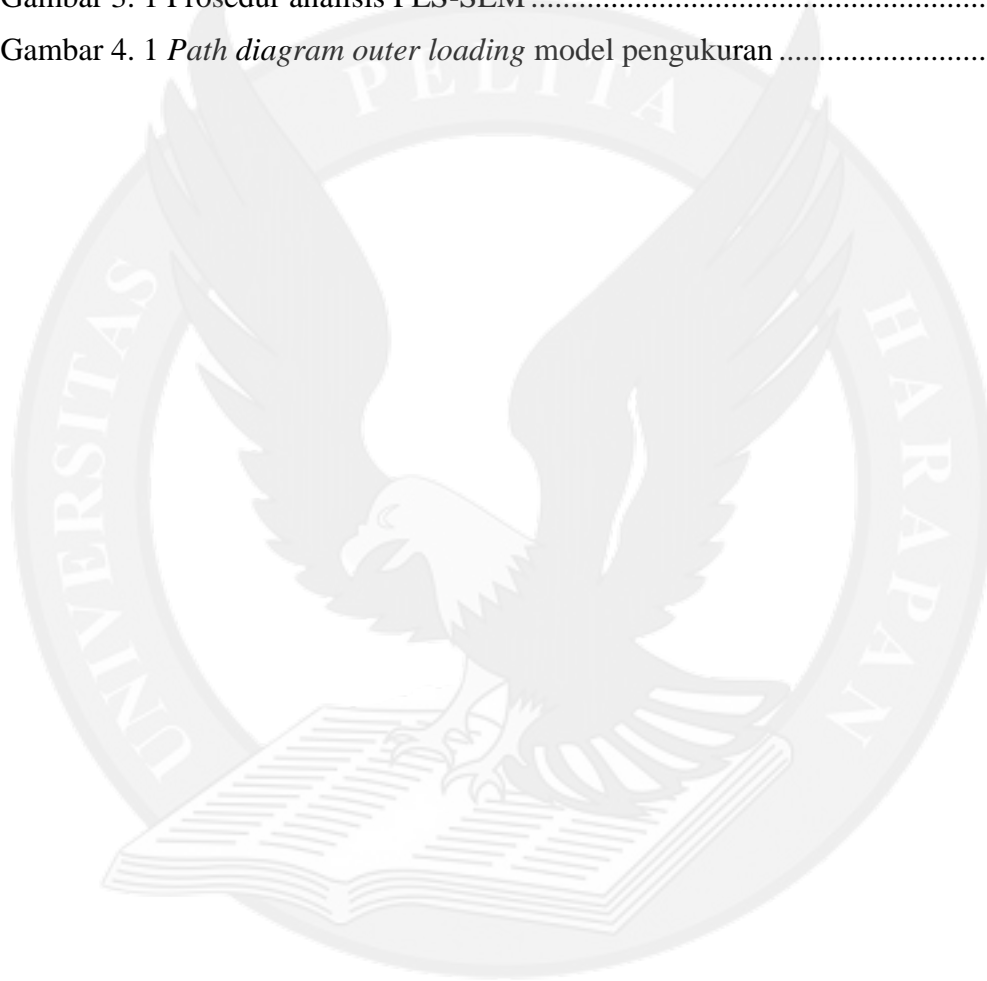 Gambar 3. 1 Prosedur analisis PLS-SEM ..........................................................
Gambar 4. 1 Path diagram outer loading model pengukuran ..........................
UNIVERSITAS PELITA HARAPAN